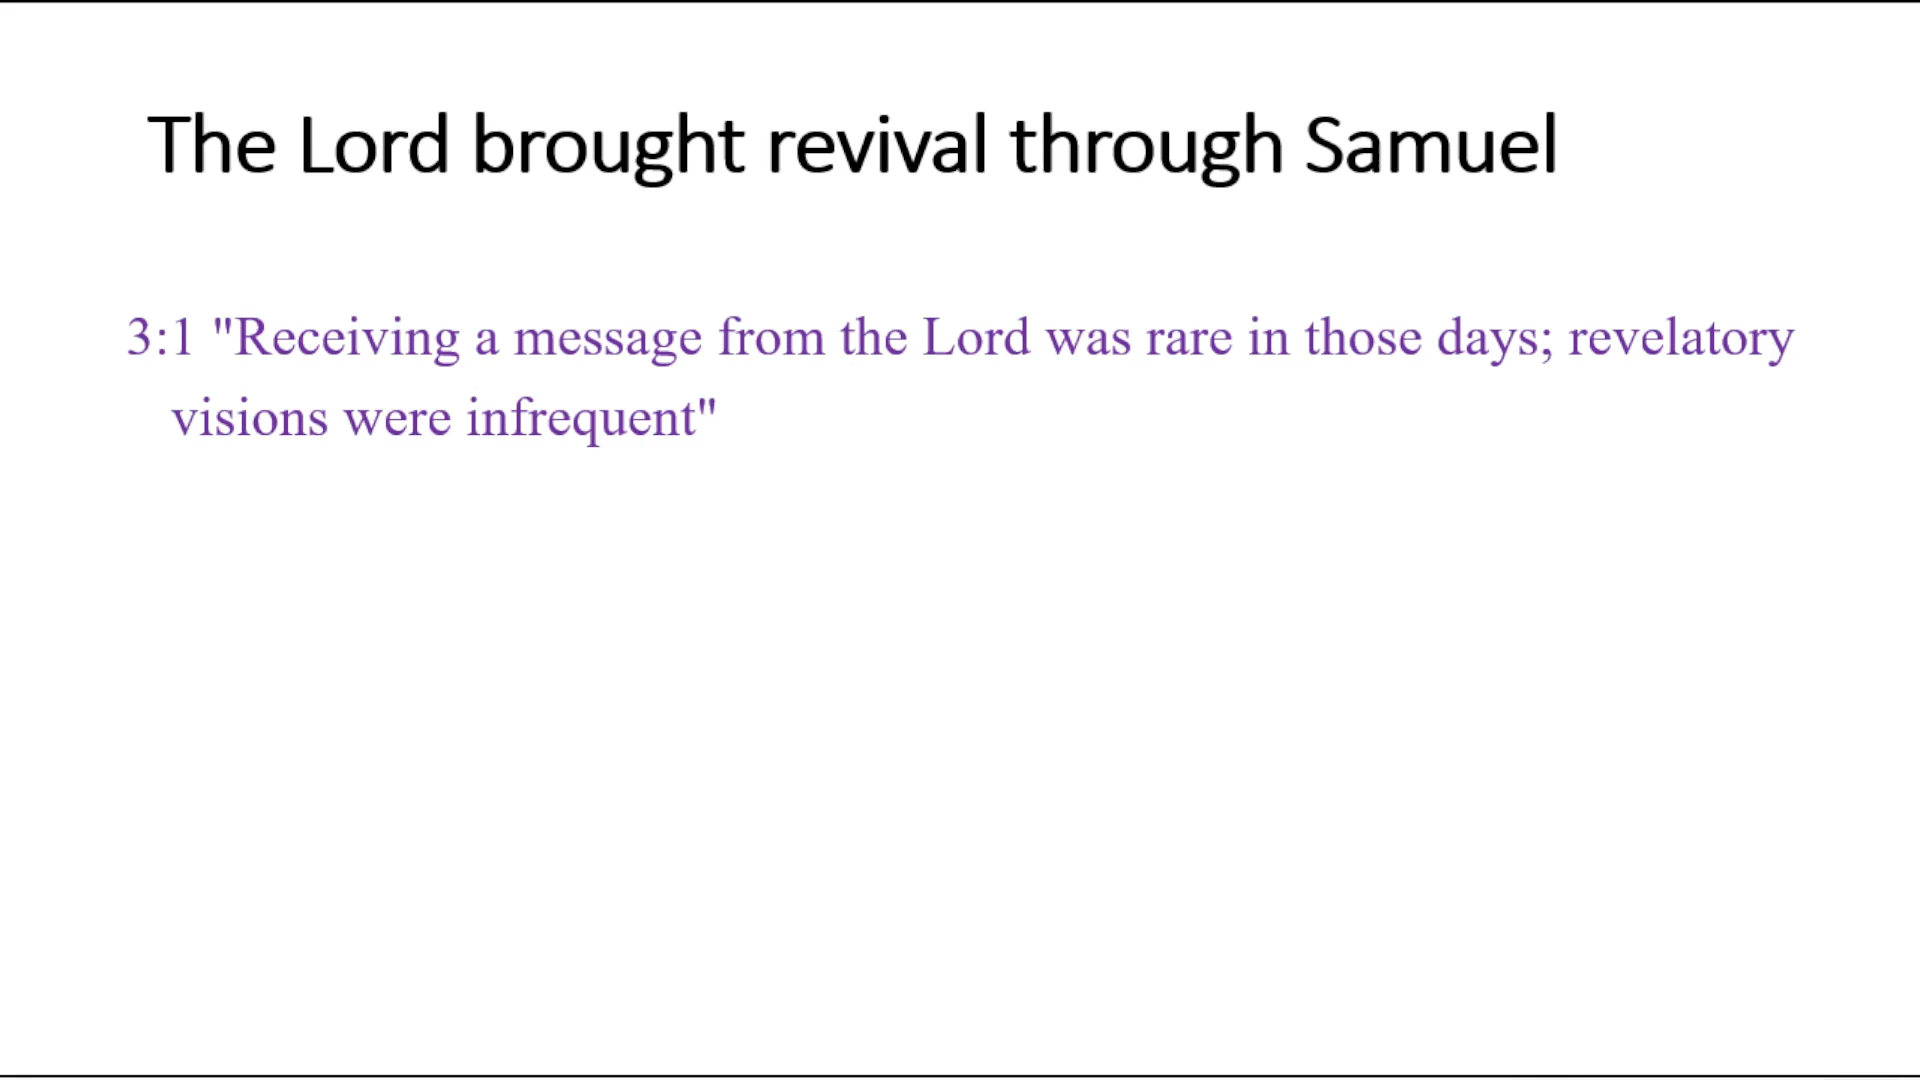 The Lord brought revival through Samuel
3:1 "Receiving a message from the Lord was rare in those days; revelatory
visions were infrequent"